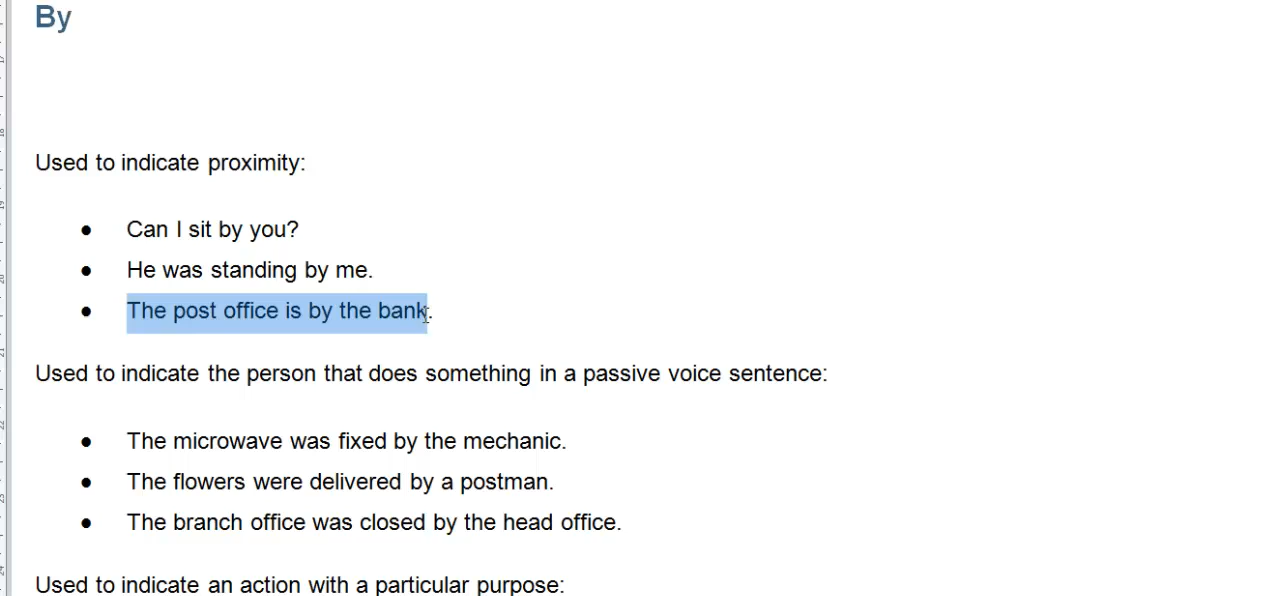 By
Used to indicate proximity:
● Can I sit by you?
● He was standing by me.
● The post office is by the bank.
Used to indicate the person that does something in a passive voice sentence:
● The microwave was fixed by the mechanic.
● The flowers were delivered by a postman.
● The branch office was closed by the head office.
Used to indicate an action with a particular purpose: